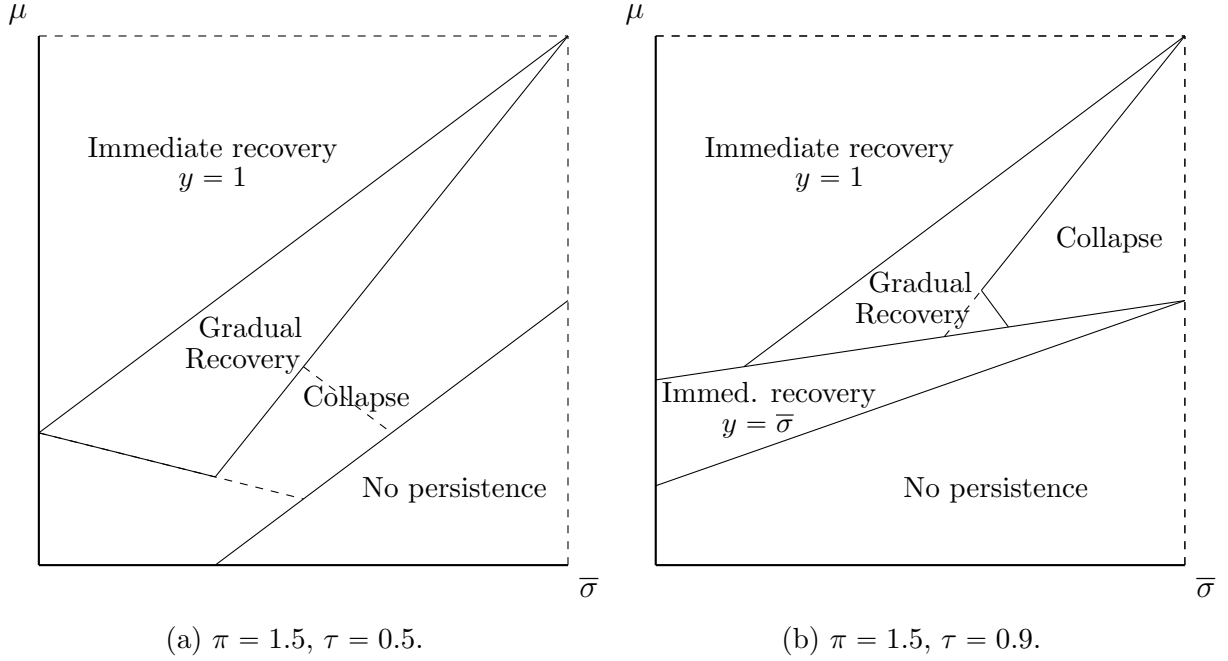 μ
Immediate recovery
y = 1
Gradual
Recovery
Collapse
No persistence
σ̅
(a) π = 1.5, τ = 0.5.
μ
Immediate recovery
y = 1
Collapse
Gradual
Recovery
Immed. recovery
y = σ̅
No persistence
σ̅
(b) π = 1.5, τ = 0.9.